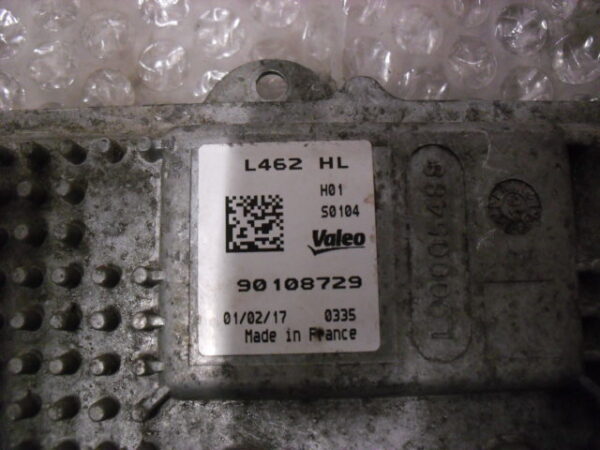 L462 HL
H01
S0104
Valeo
90108729
01/02/17 0335
Made in France